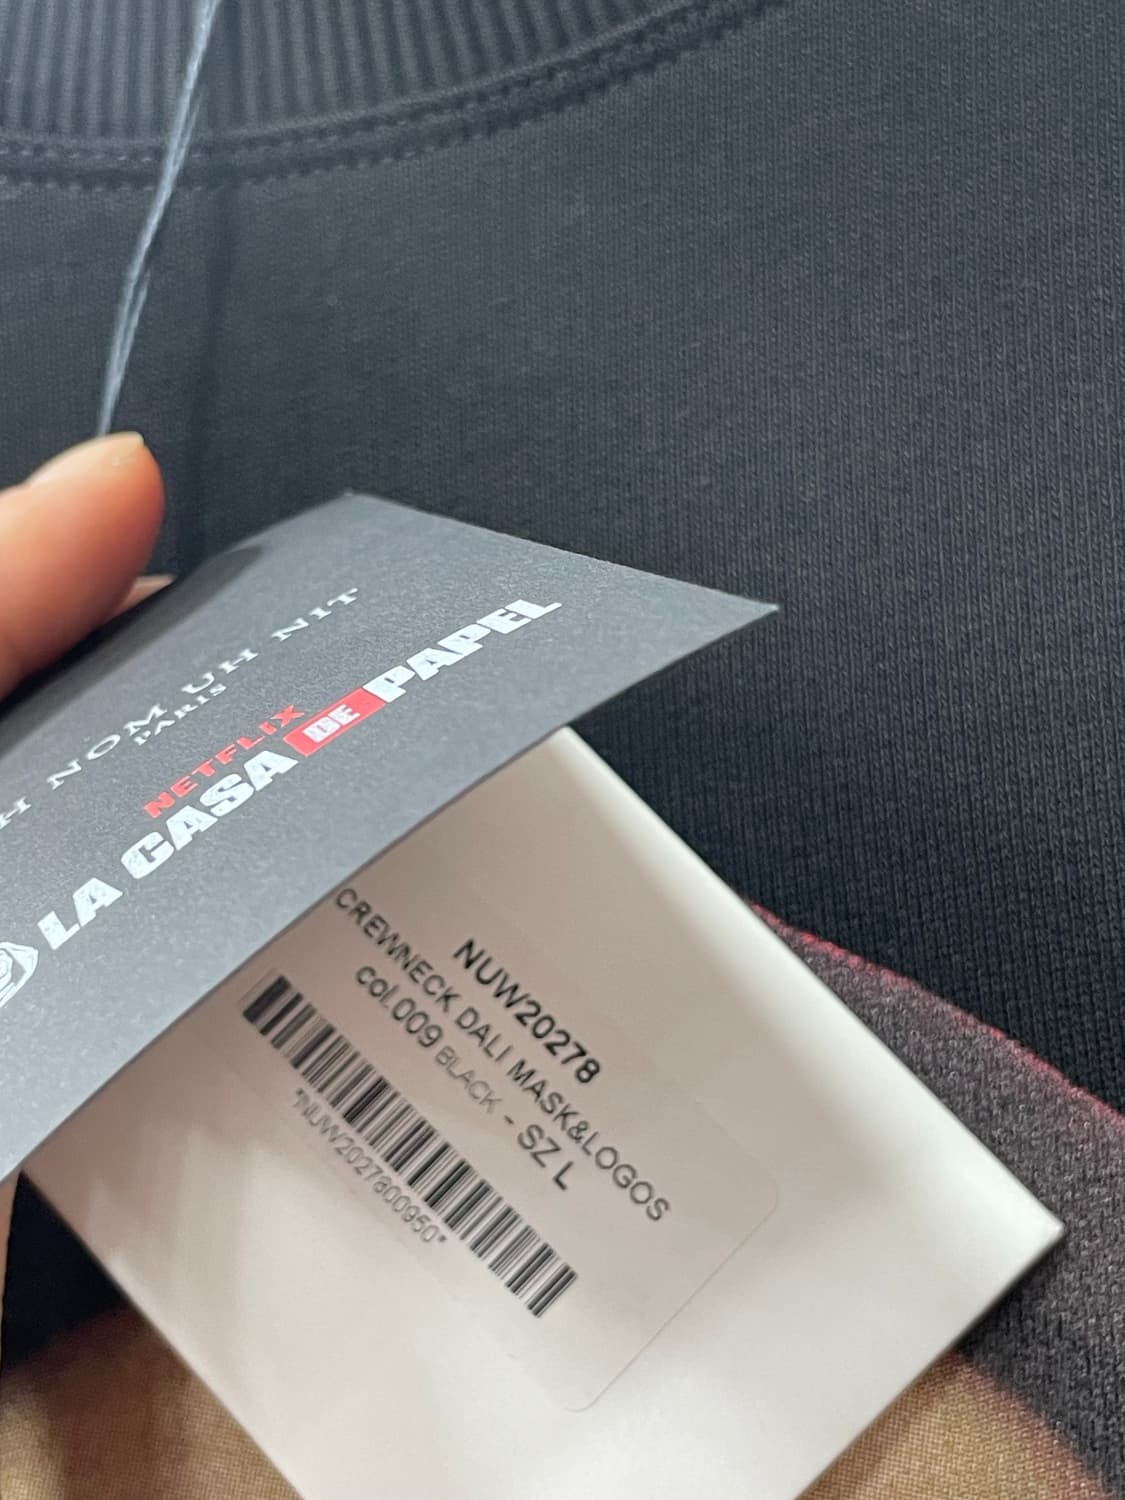 H NOM UH NIT
PARIS
NETFLIX
LA CASA DE PAPEL
NUW20278
CREWNECK DALI MASK&LOGOS
col.009 BLACK - SZ L
*NUW2027800950*